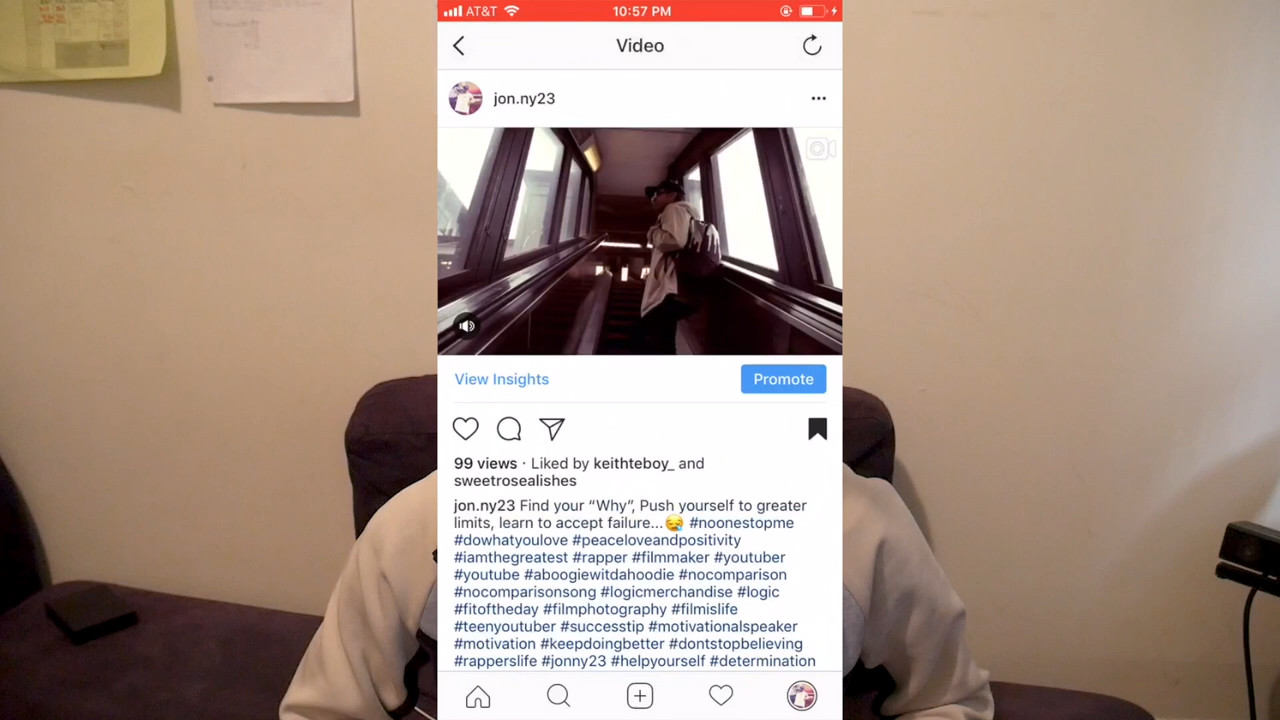 AT&T 10:57 PM
Video
jon.ny23
View Insights
Promote
99 views · Liked by keithteboy_ and
sweetrosealishes
jon.ny23 Find your “Why”, Push yourself to greater
limits, learn to accept failure...😪 #noonestopme
#dowhatyoulove #peaceloveandpositivity
#iamthegreatest #rapper #filmmaker #youtuber
#youtube #aboogiewitdahoodie #nocomparison
#nocomparisonsong #logicmerchandise #logic
#fitoftheday #filmphotography #filmislife
#teenyoutuber #successtip #motivationalspeaker
#motivation #keepdoingbetter #dontstopbelieving
#rapperslife #jonny23 #helpyourself #determination